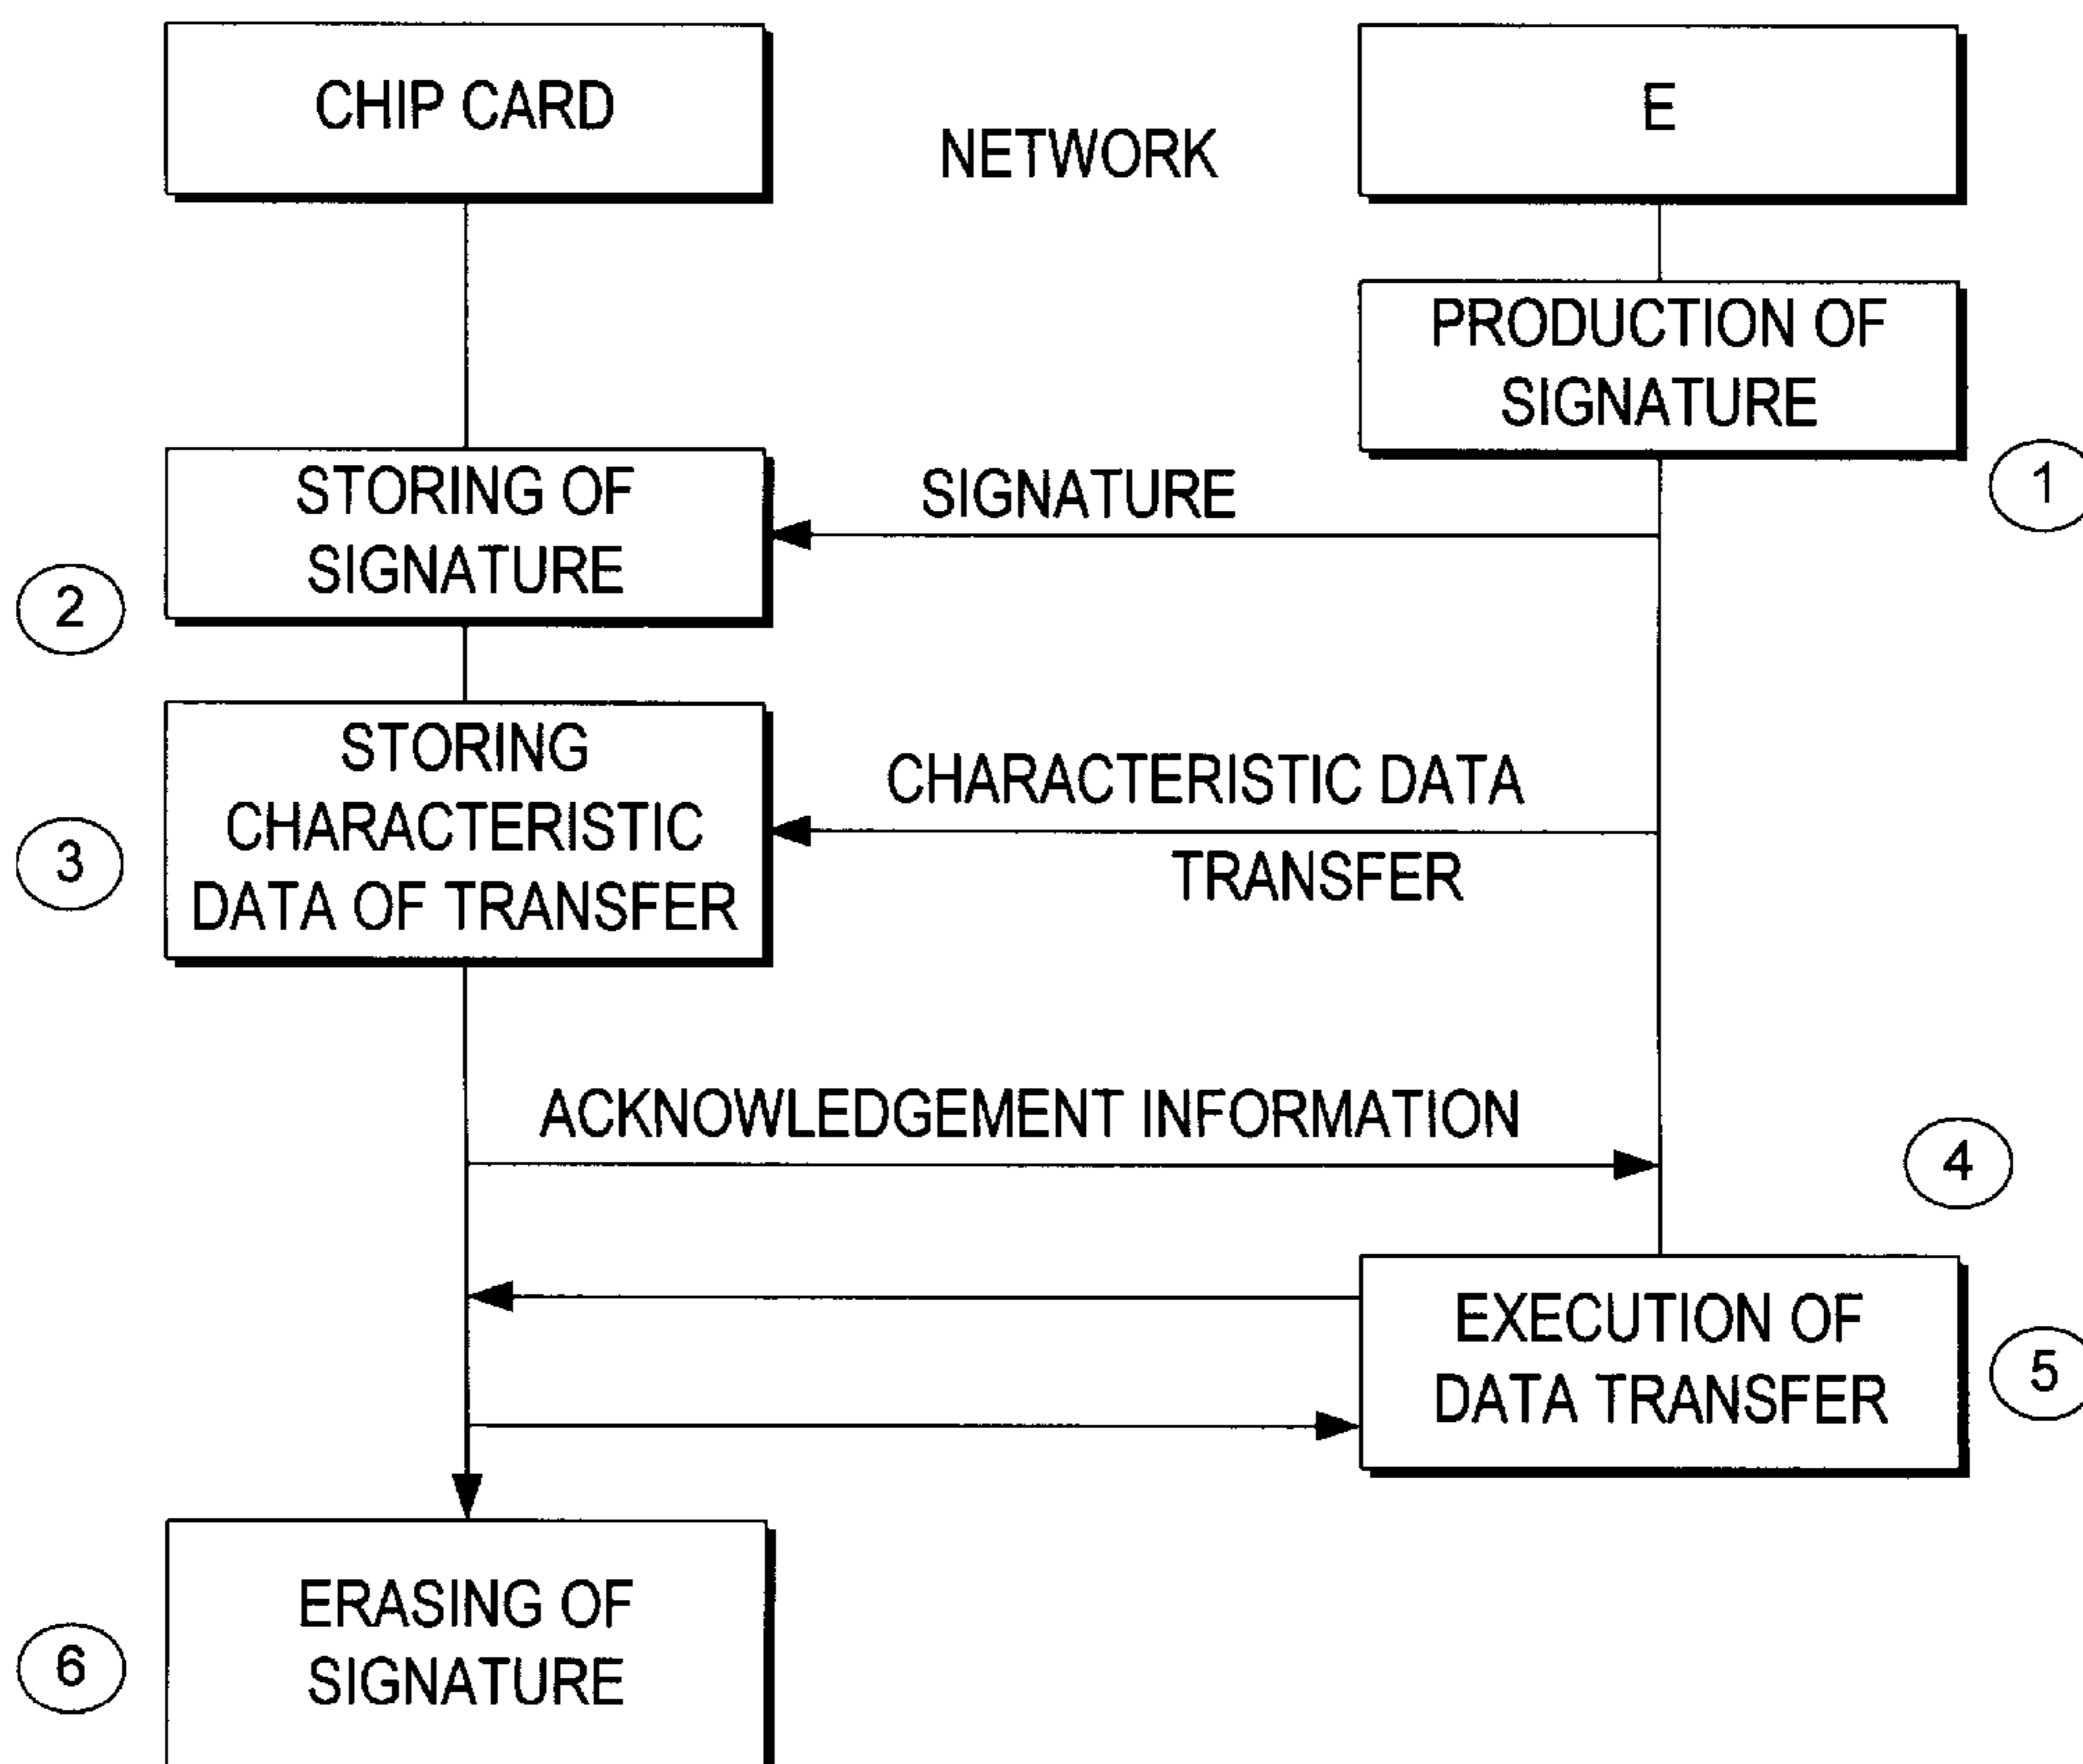 CHIP CARD
NETWORK
E
PRODUCTION OF
SIGNATURE
1
STORING OF
SIGNATURE
SIGNATURE
2
STORING
CHARACTERISTIC
DATA OF TRANSFER
CHARACTERISTIC DATA
TRANSFER
3
ACKNOWLEDGEMENT INFORMATION
4
EXECUTION OF
DATA TRANSFER
5
ERASING OF
SIGNATURE
6